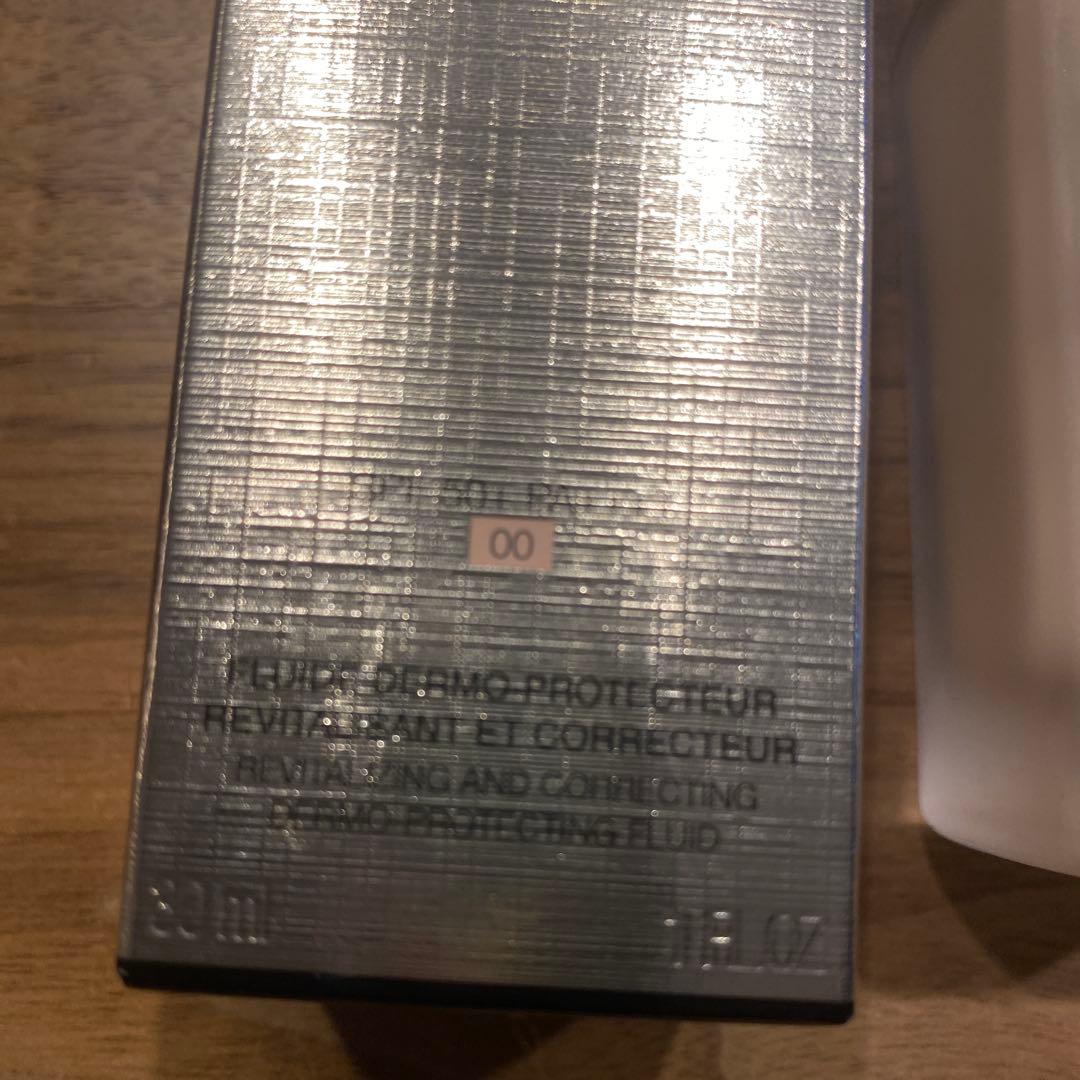 SPF 50+ PA++++
00
FLUIDE DERMO-PROTECTEUR
REVITALISANT ET CORRECTEUR
REVITALIZING AND CORRECTING
DERMO-PROTECTING FLUID
30 ml
1 FL.OZ